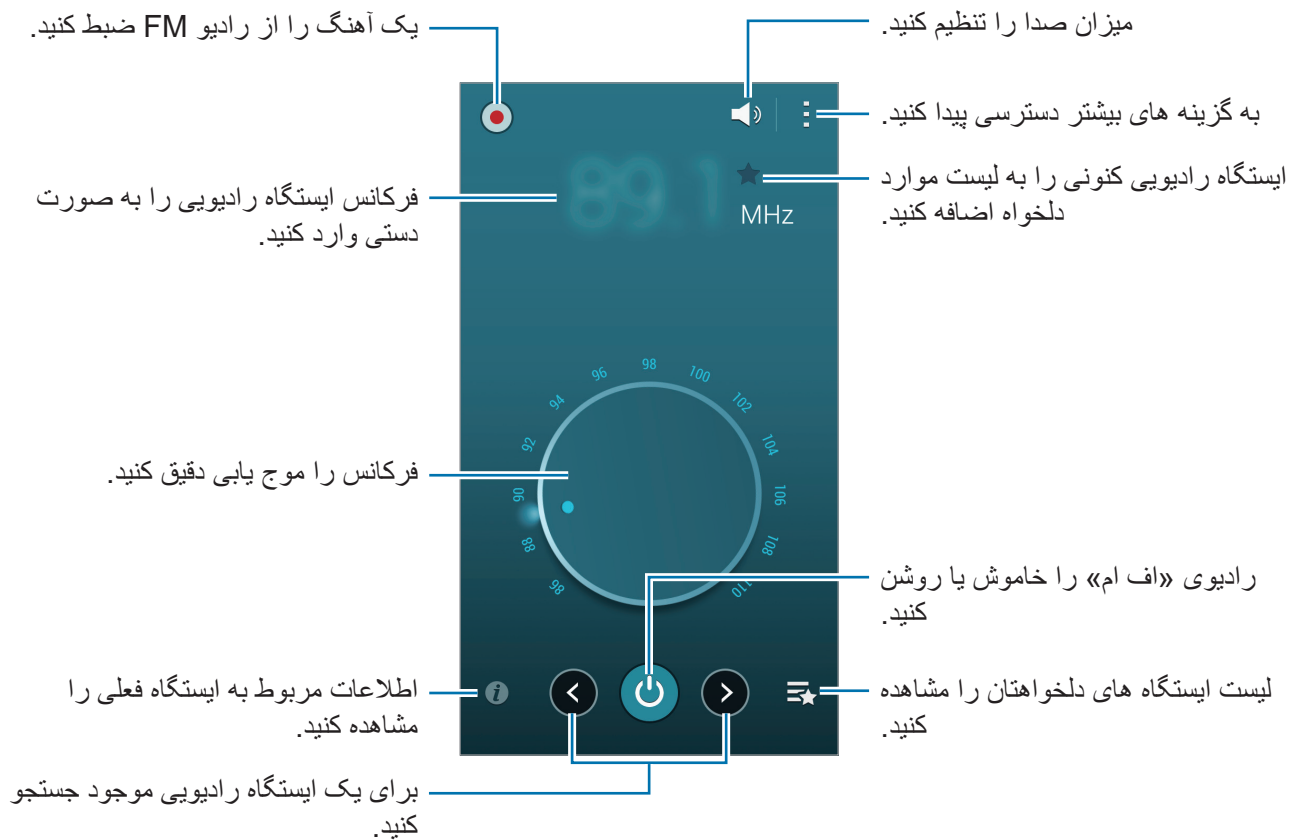 یک آهنگ را از رادیو FM ضبط کنید.
میزان صدا را تنظیم کنید.
به گزینه های بیشتر دسترسی پیدا کنید.
ایستگاه رادیویی کنونی را به لیست موارد
دلخواه اضافه کنید.
فرکانس ایستگاه رادیویی را به صورت
دستی وارد کنید.
89.1
MHz
98
96
100
94
102
92
104
90
106
88
108
86
110
فرکانس را موج یابی دقیق کنید.
رادیوی «اف ام» را خاموش یا روشن
کنید.
اطلاعات مربوط به ایستگاه فعلی را
مشاهده کنید.
لیست ایستگاه های دلخواهتان را مشاهده
کنید.
برای یک ایستگاه رادیویی موجود جستجو
کنید.